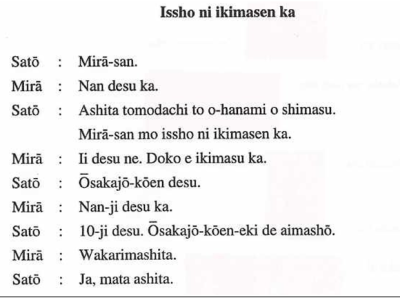 Issho ni ikimasen ka
Satō : Mirā-san.
Mirā : Nan desu ka.
Satō : Ashita tomodachi to o-hanami o shimasu.
Mirā-san mo issho ni ikimasen ka.
Mirā : Ii desu ne. Doko e ikimasu ka.
Satō : Ōsakajō-kōen desu.
Mirā : Nan-ji desu ka.
Satō : 10-ji desu. Ōsakajō-kōen-eki de aimashō.
Mirā : Wakarimashita.
Satō : Ja, mata ashita.